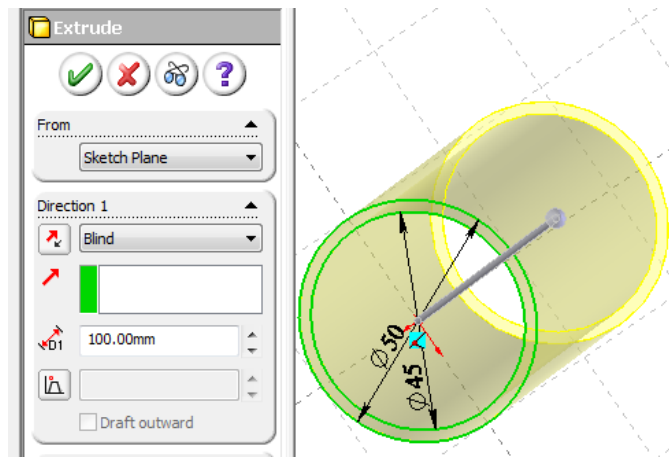 Extrude
?
From
Sketch Plane
Direction 1
Blind
D1
100.00mm
Draft outward
Ø50
Ø45